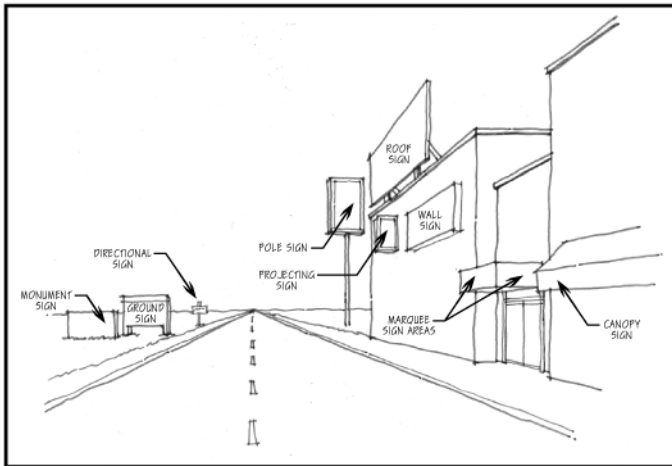 ROOF
SIGN
WALL
SIGN
POLE SIGN
DIRECTIONAL
SIGN
PROJECTING
SIGN
MONUMENT
SIGN
GROUND
SIGN
MARQUEE
SIGN AREAS
CANOPY
SIGN